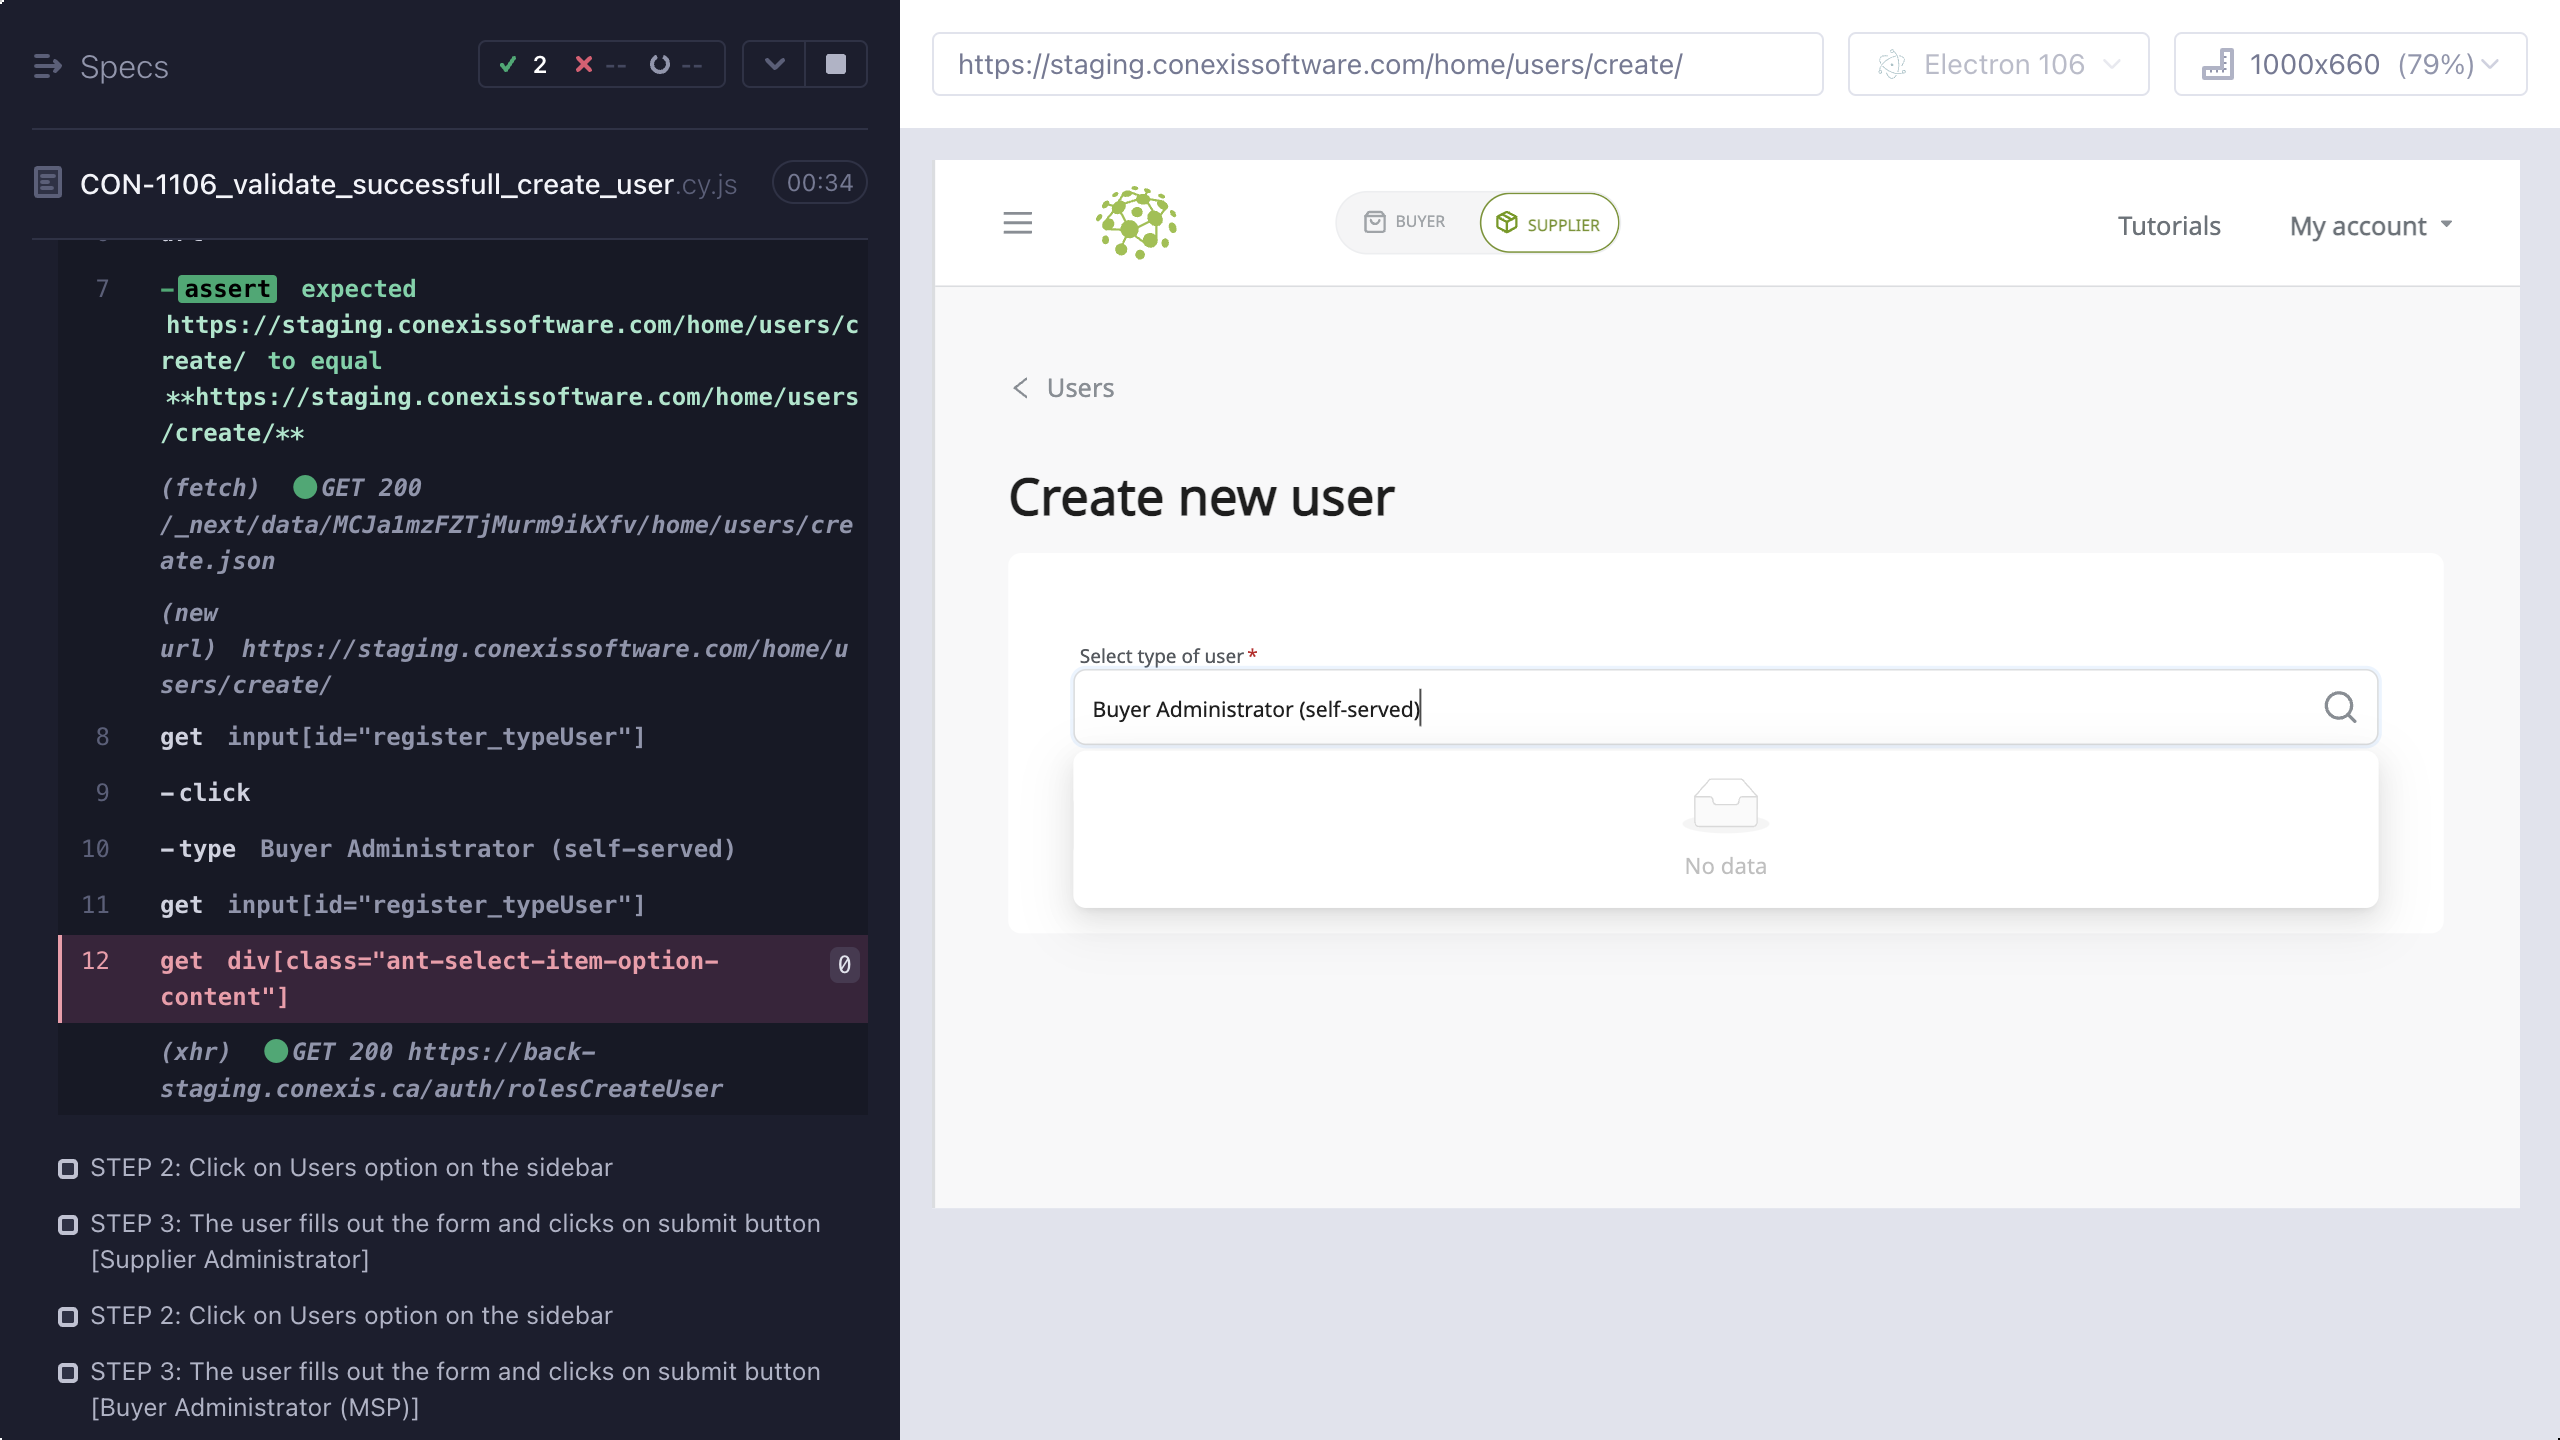 Specs
2
--
--
CON-1106_validate_successfull_create_user.cy.js
00:34
7
-assert expected
https://staging.conexissoftware.com/home/users/c
reate/ to equal
**https://staging.conexissoftware.com/home/users
/create/**
(fetch) GET 200
/_next/data/MCJa1mzFZTjMurm9ikXfv/home/users/cre
ate.json
(new
url) https://staging.conexissoftware.com/home/u
sers/create/
8 get input[id="register_typeUser"]
9 -click
10 -type Buyer Administrator (self-served)
11 get input[id="register_typeUser"]
12 get div[class="ant-select-item-option-
content"]
0
(xhr) GET 200 https://back-
staging.conexis.ca/auth/rolesCreateUser
STEP 2: Click on Users option on the sidebar
STEP 3: The user fills out the form and clicks on submit button
[Supplier Administrator]
STEP 2: Click on Users option on the sidebar
STEP 3: The user fills out the form and clicks on submit button
[Buyer Administrator (MSP)]
https://staging.conexissoftware.com/home/users/create/
Electron 106
1000x660 (79%)
BUYER
SUPPLIER
Tutorials
My account
Users
Create new user
Select type of user*
Buyer Administrator (self-served)
No data